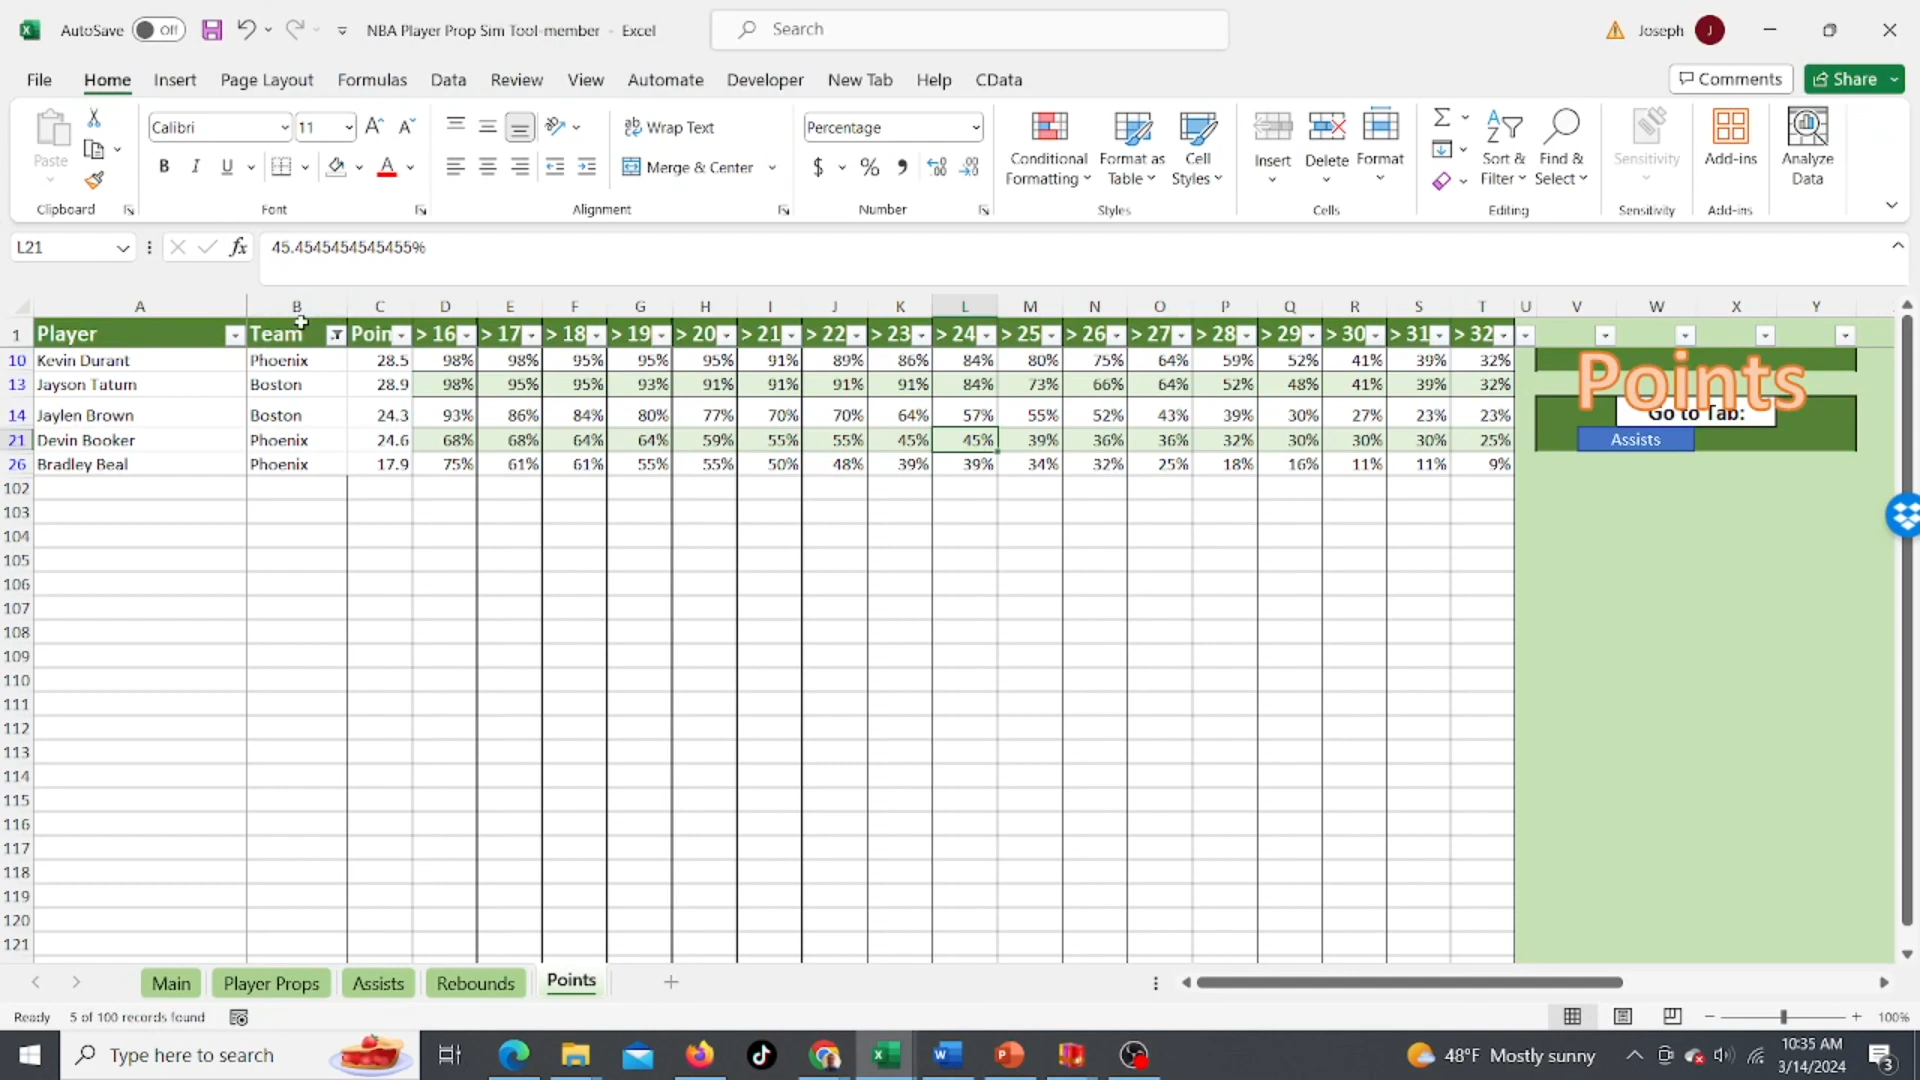 AutoSave Off NBA Player Prop Sim Tool-member - Excel Search Joseph J
File Home Insert Page Layout Formulas Data Review View Automate Developer New Tab Help CData Comments Share
Paste Calibri 11 Wrap Text Percentage Conditional Formatting Format as Table Cell Styles Insert Delete Format Sort & Filter Find & Select Sensitivity Add-ins Analyze Data
B I U Merge & Center $ % ,
Clipboard Font Alignment Number Styles Cells Editing Sensitivity Add-ins
L21 fx 45.4545454545455%
A B C D E F G H I J K L M N O P Q R S T U V W X Y
1 Player Team Poin > 16 > 17 > 18 > 19 > 20 > 21 > 22 > 23 > 24 > 25 > 26 > 27 > 28 > 29 > 30 > 31 > 32
10 Kevin Durant Phoenix 28.5 98% 98% 95% 95% 95% 91% 89% 86% 84% 80% 75% 64% 59% 52% 41% 39% 32%
13 Jayson Tatum Boston 28.9 98% 95% 95% 93% 91% 91% 91% 91% 84% 73% 66% 64% 52% 48% 41% 39% 32%
14 Jaylen Brown Boston 24.3 93% 86% 84% 80% 77% 70% 70% 64% 57% 55% 52% 43% 39% 30% 27% 23% 23%
21 Devin Booker Phoenix 24.6 68% 68% 64% 64% 59% 55% 55% 45% 45% 39% 36% 36% 32% 30% 30% 30% 25%
26 Bradley Beal Phoenix 17.9 75% 61% 61% 55% 55% 50% 48% 39% 39% 34% 32% 25% 18% 16% 11% 11% 9%
Points
Go to Tab:
Assists
102
103
104
105
106
107
108
109
110
111
112
113
114
115
116
117
118
119
120
121
Main Player Props Assists Rebounds Points
Ready 5 of 100 records found 100%
Type here to search 48°F Mostly sunny 10:35 AM
3/14/2024 3